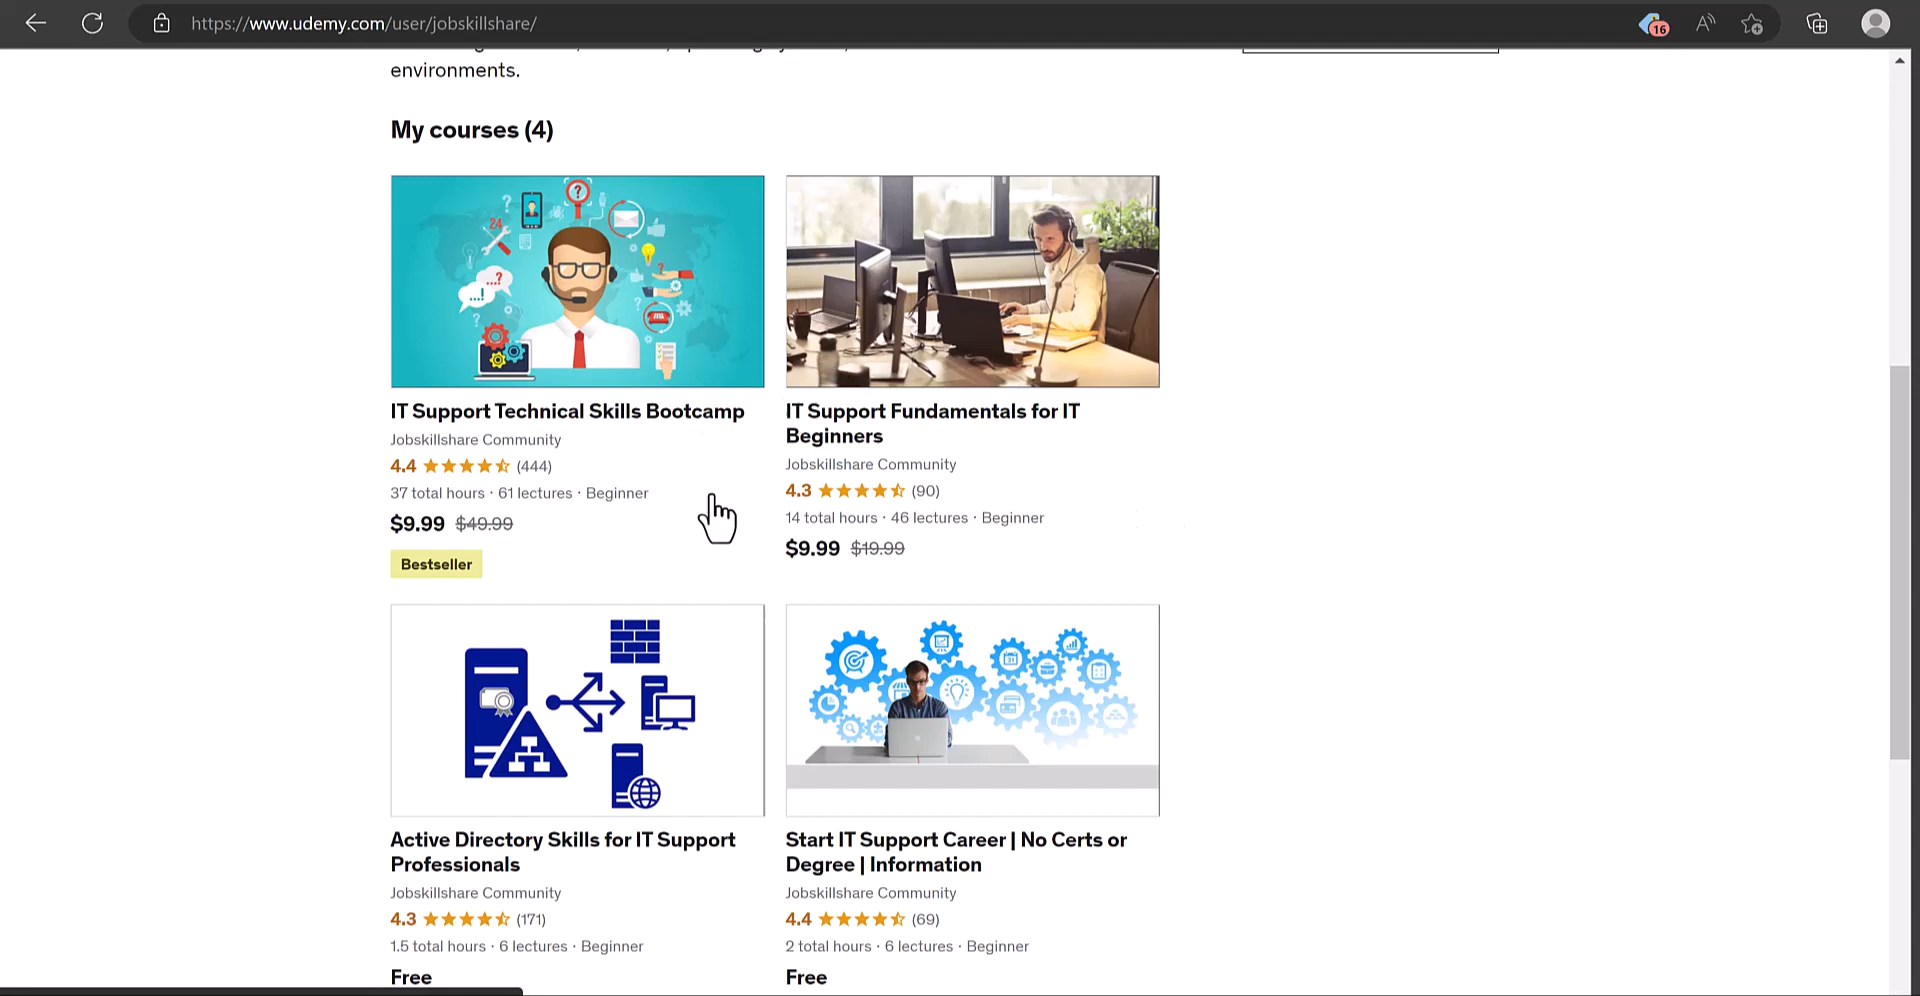 https://www.udemy.com/user/jobskillshare/
16
environments.
My courses (4)
IT Support Technical Skills Bootcamp
Jobskillshare Community
4.4 (444)
37 total hours · 61 lectures · Beginner
$9.99 $49.99
Bestseller
IT Support Fundamentals for IT
Beginners
Jobskillshare Community
4.3 (90)
14 total hours · 46 lectures · Beginner
$9.99 $19.99
Active Directory Skills for IT Support
Professionals
Jobskillshare Community
4.3 (171)
1.5 total hours · 6 lectures · Beginner
Free
Start IT Support Career | No Certs or
Degree | Information
Jobskillshare Community
4.4 (69)
2 total hours · 6 lectures · Beginner
Free